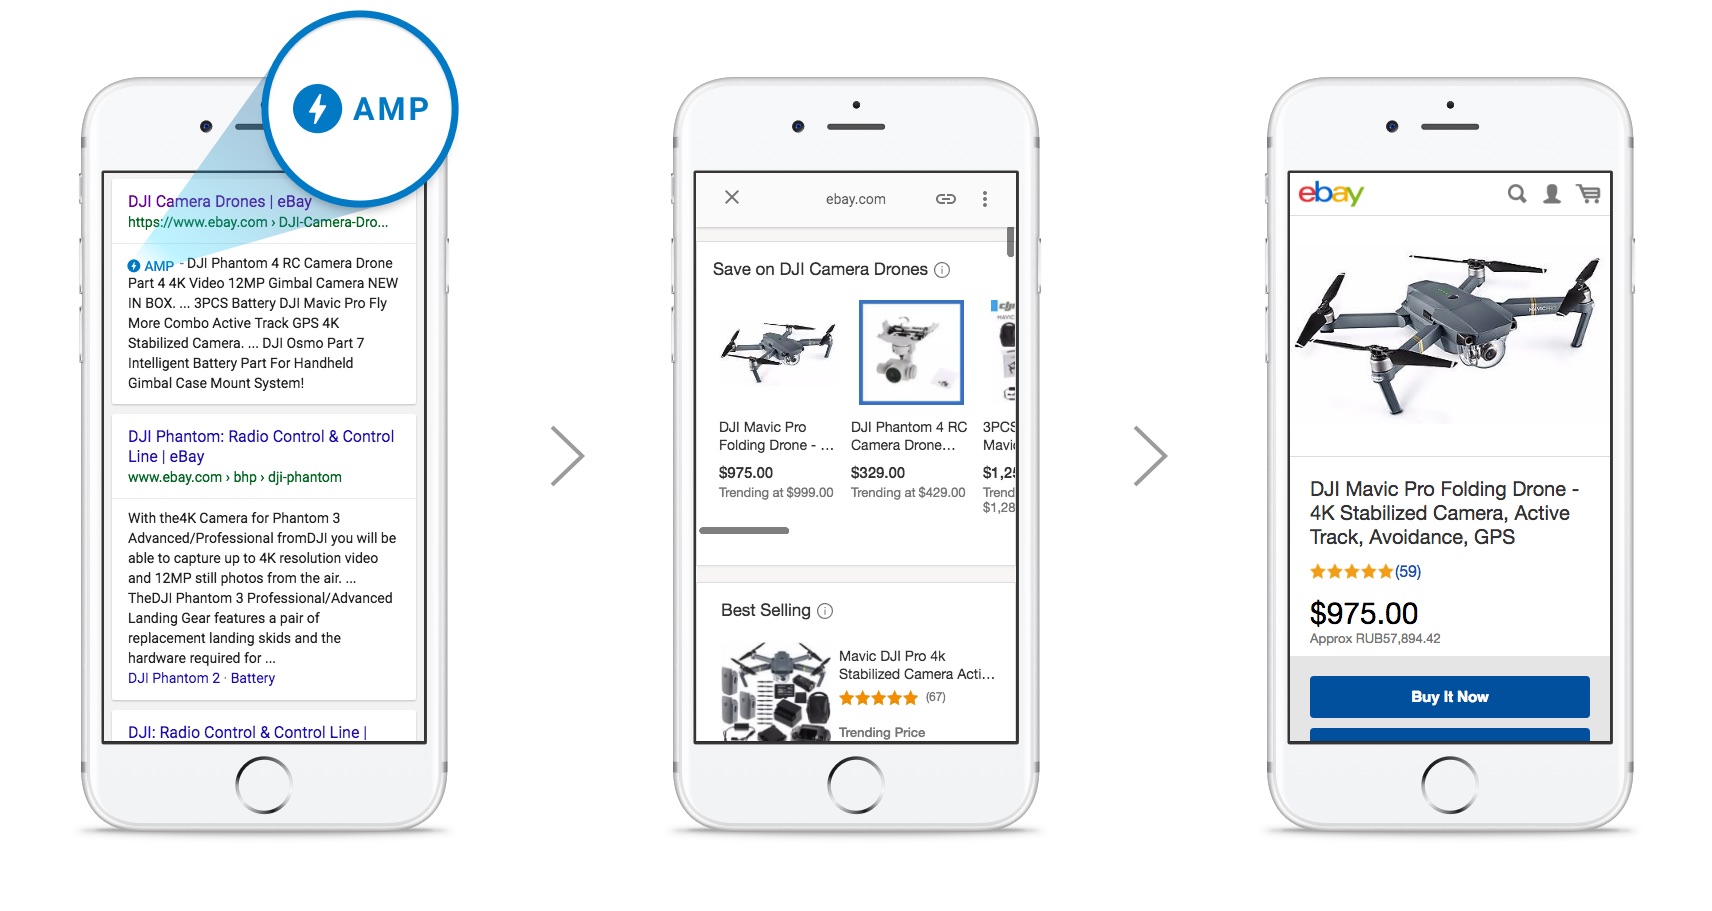 AMP
DJI Camera Drones | eBay
https://www.ebay.com › DJI-Camera-Dro...
AMP - DJI Phantom 4 RC Camera Drone
Part 4 4K Video 12MP Gimbal Camera NEW
IN BOX. ... 3PCS Battery DJI Mavic Pro Fly
More Combo Active Track GPS 4K
Stabilized Camera. ... DJI Osmo Part 7
Intelligent Battery Part For Handheld
Gimbal Case Mount System!
DJI Phantom: Radio Control & Control
Line | eBay
www.ebay.com › bhp › dji-phantom
With the4K Camera for Phantom 3
Advanced/Professional fromDJI you will be
able to capture up to 4K resolution video
and 12MP still photos from the air. ...
TheDJI Phantom 3 Professional/Advanced
Landing Gear features a pair of
replacement landing skids and the
hardware required for ...
DJI Phantom 2 · Battery
DJI: Radio Control & Control Line |
ebay.com
Save on DJI Camera Drones
DJI Mavic Pro
Folding Drone - ...
$975.00
Trending at $999.00
DJI Phantom 4 RC
Camera Drone...
$329.00
Trending at $429.00
3PCS
Mavic
$1,25
Trend
$1,28
Best Selling
Mavic DJI Pro 4k
Stabilized Camera Acti...
(67)
Trending Price
ebay
DJI Mavic Pro Folding Drone -
4K Stabilized Camera, Active
Track, Avoidance, GPS
(59)
$975.00
Approx RUB57,894.42
Buy It Now